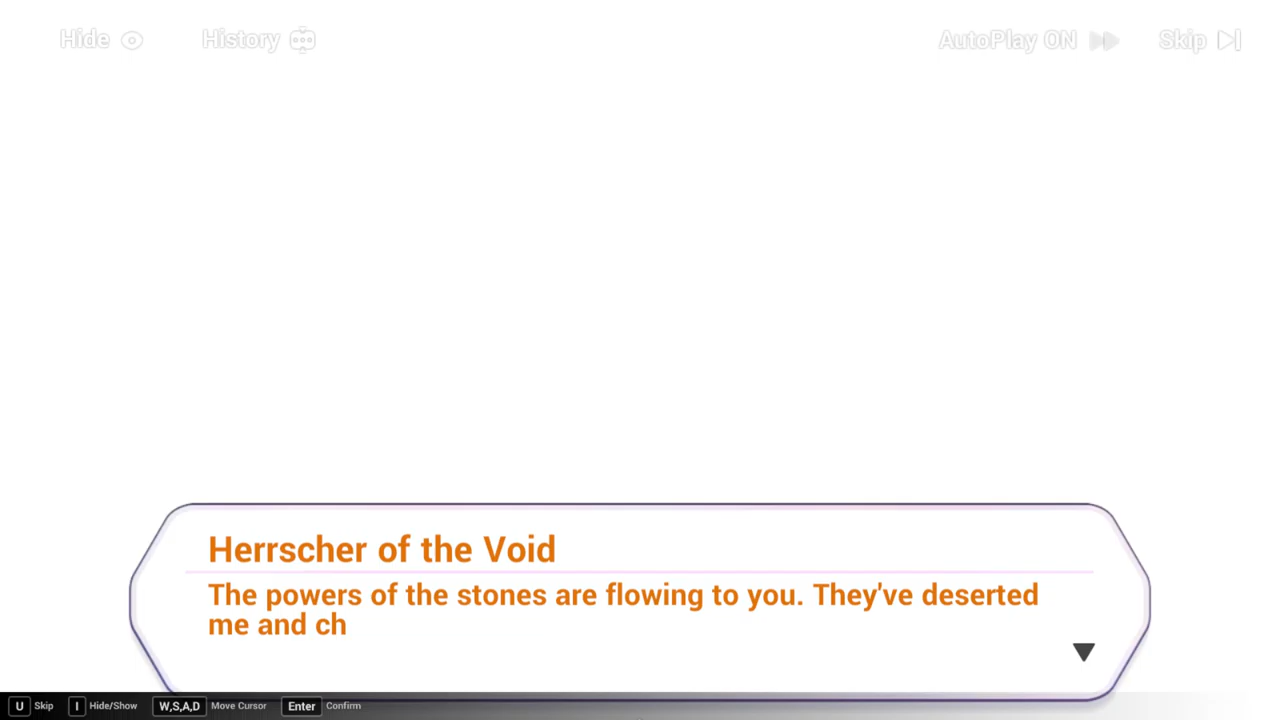 Hide
History
AutoPlay ON
Skip
Herrscher of the Void
The powers of the stones are flowing to you. They've deserted
me and ch
U Skip I Hide/Show W,S,A,D Move Cursor Enter Confirm